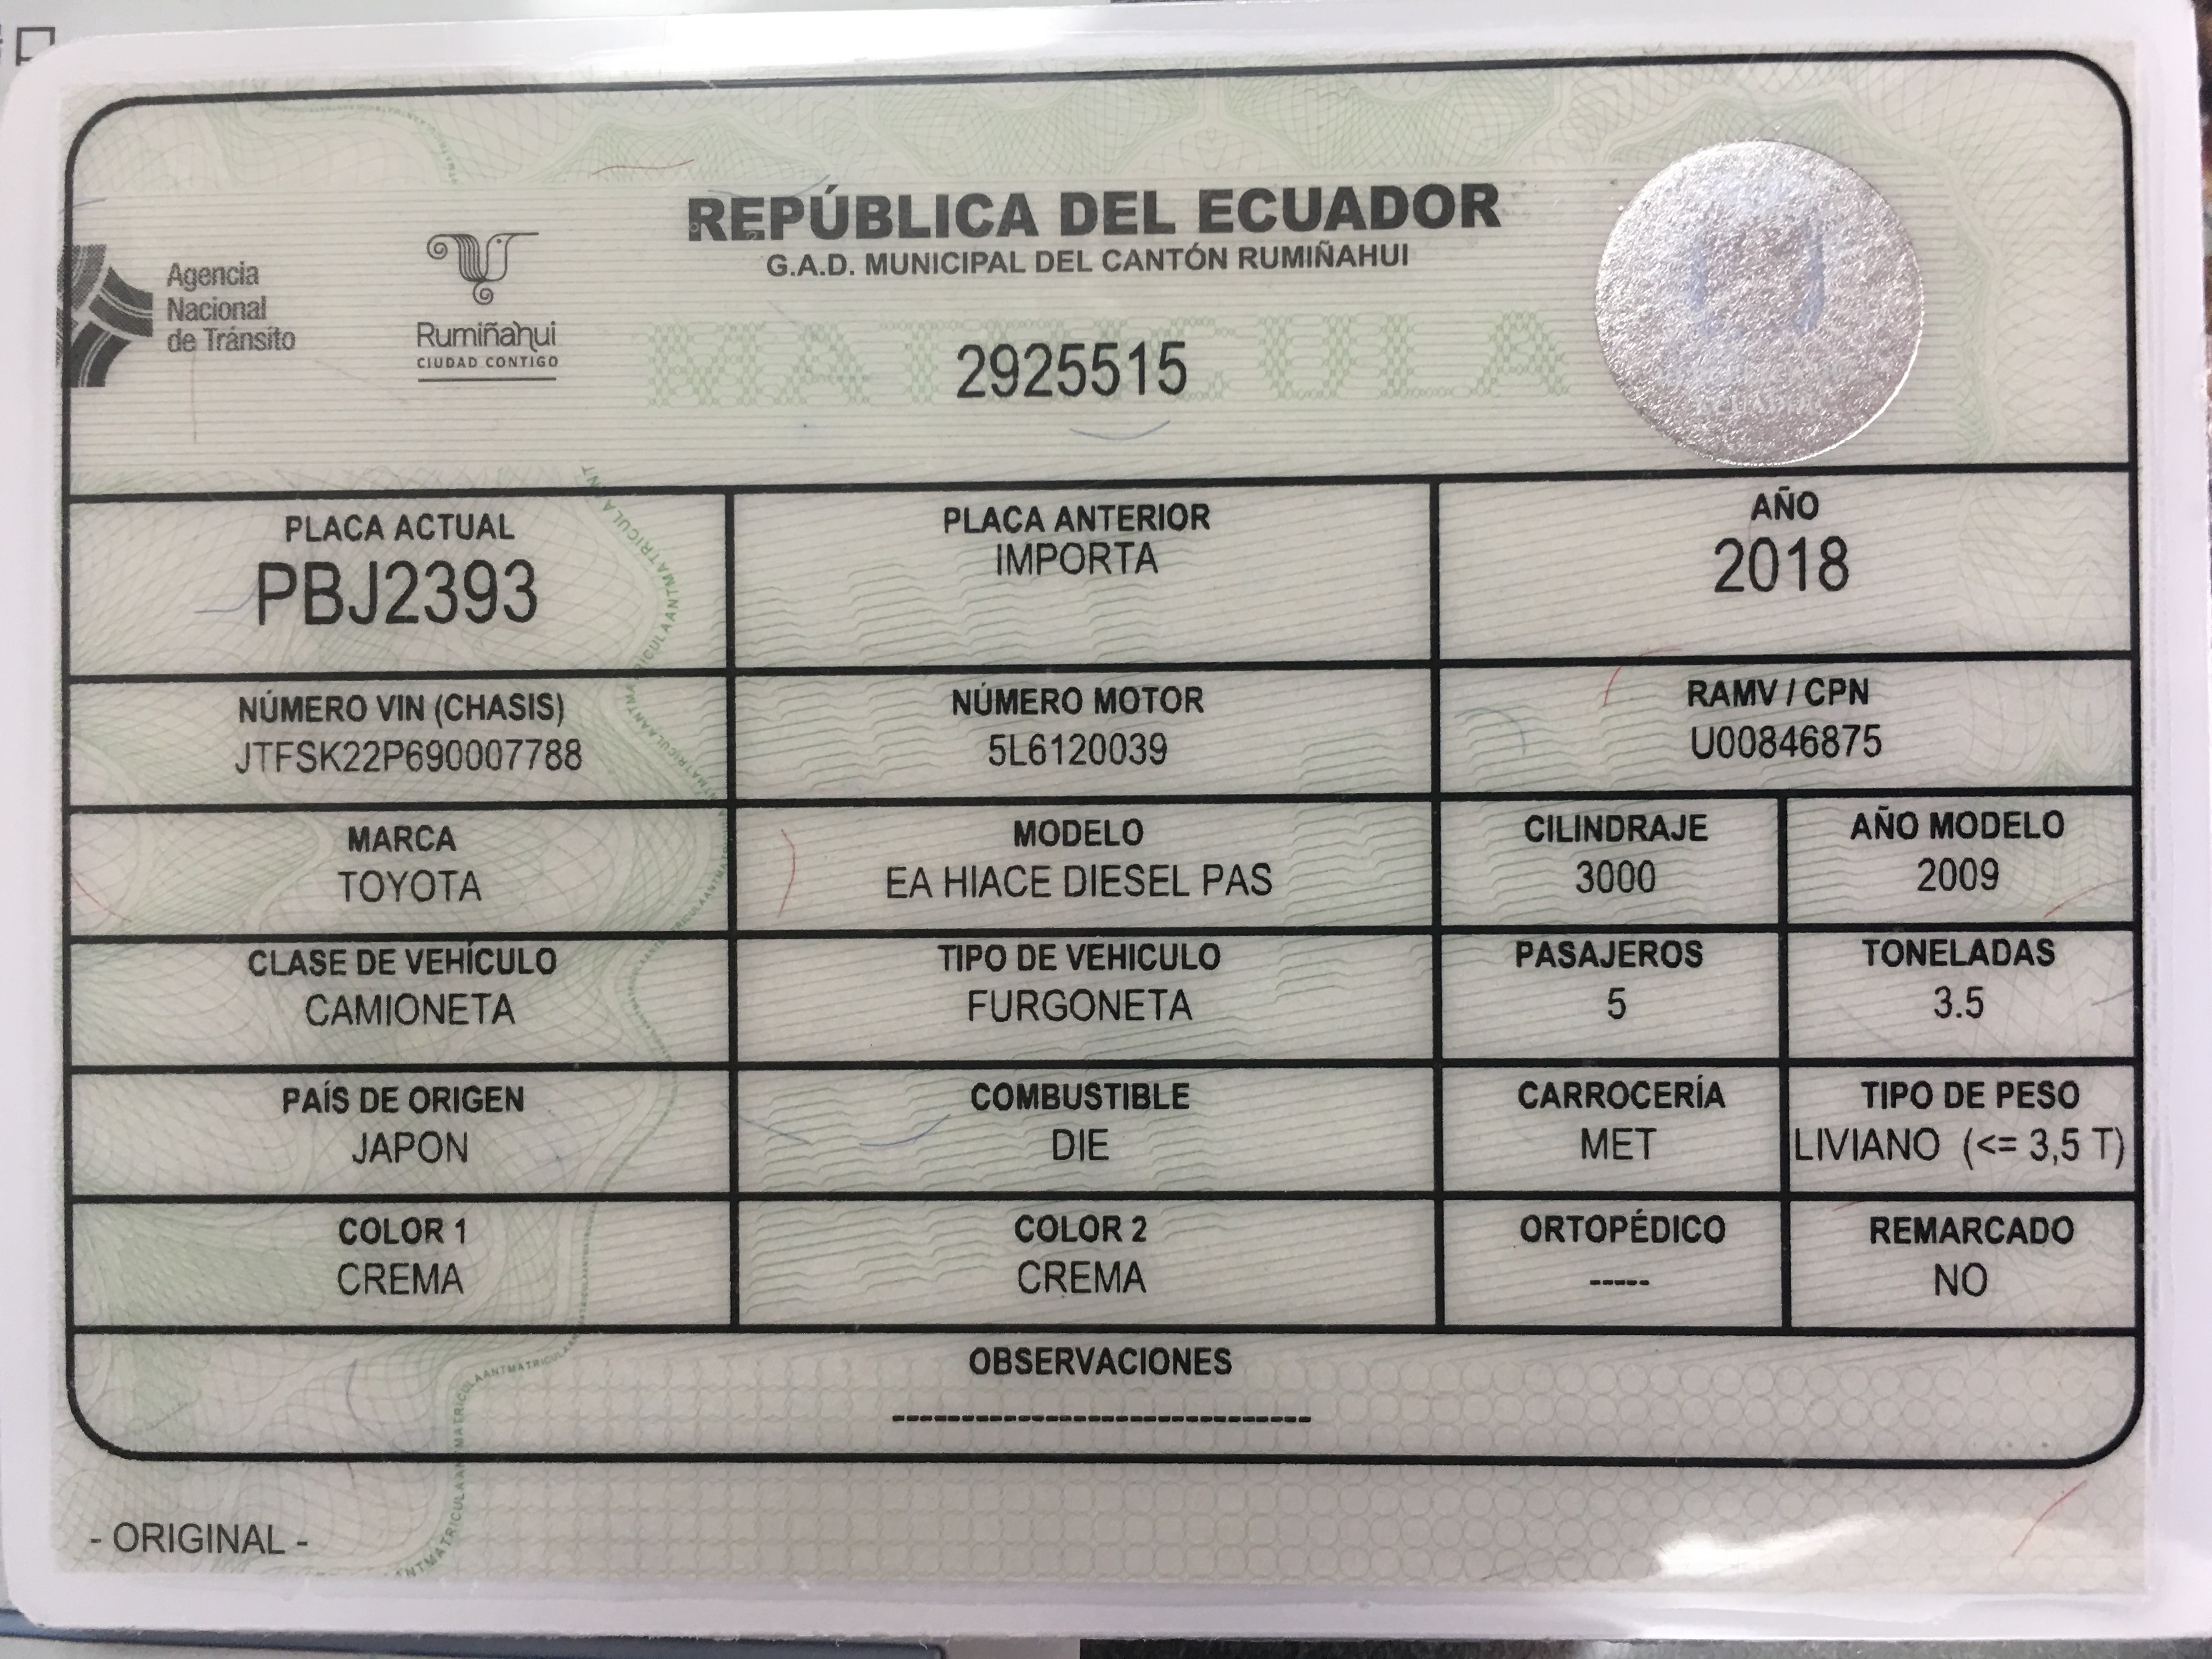 Agencia
Nacional
de Tránsito
Rumiñahui
CIUDAD CONTIGO
REPÚBLICA DEL ECUADOR
G.A.D. MUNICIPAL DEL CANTÓN RUMIÑAHUI
MATRICULA
2925515
PLACA ACTUAL
PBJ2393
PLACA ANTERIOR
IMPORTA
AÑO
2018
NÚMERO VIN (CHASIS)
JTFSK22P690007788
NÚMERO MOTOR
5L6120039
RAMV / CPN
U00846875
MARCA
TOYOTA
MODELO
EA HIACE DIESEL PAS
CILINDRAJE
3000
AÑO MODELO
2009
CLASE DE VEHÍCULO
CAMIONETA
TIPO DE VEHICULO
FURGONETA
PASAJEROS
5
TONELADAS
3.5
PAÍS DE ORIGEN
JAPON
COMBUSTIBLE
DIE
CARROCERÍA
MET
TIPO DE PESO
LIVIANO (<= 3,5 T)
COLOR 1
CREMA
COLOR 2
CREMA
ORTOPÉDICO
-----
REMARCADO
NO
OBSERVACIONES
------------------------------
- ORIGINAL -